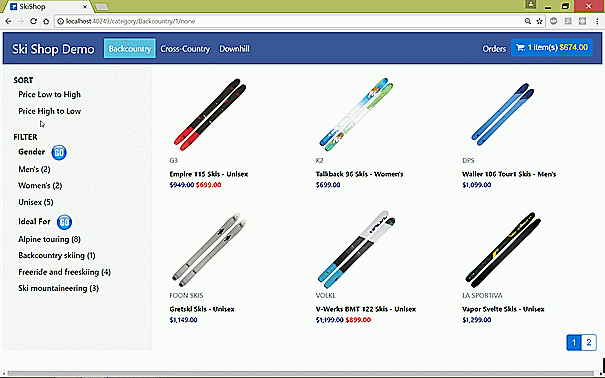 SkiShop
localhost:40249/category/Backcountry/1/none
Ski Shop Demo Backcountry Cross-Country Downhill Orders 1 item(s) $674.00
SORT
Price Low to High
Price High to Low
FILTER
Gender GO
Men's (2)
Women's (2)
Unisex (5)
Ideal For GO
Alpine touring (8)
Backcountry skiing (1)
Freeride and freeskiing (4)
Ski mountaineering (3)
G3
Empire 115 Skis - Unisex
$949.00 $699.00
K2
Talkback 96 Skis - Women's
$699.00
DPS
Waller 106 Tour1 Skis - Men's
$1,099.00
FOON SKIS
Gretski Skis - Unisex
$1,149.00
VOLKL
V-Werks BMT 122 Skis - Unisex
$1,199.00 $899.00
LA SPORTIVA
Vapor Svelte Skis - Unisex
$1,299.00
1 2